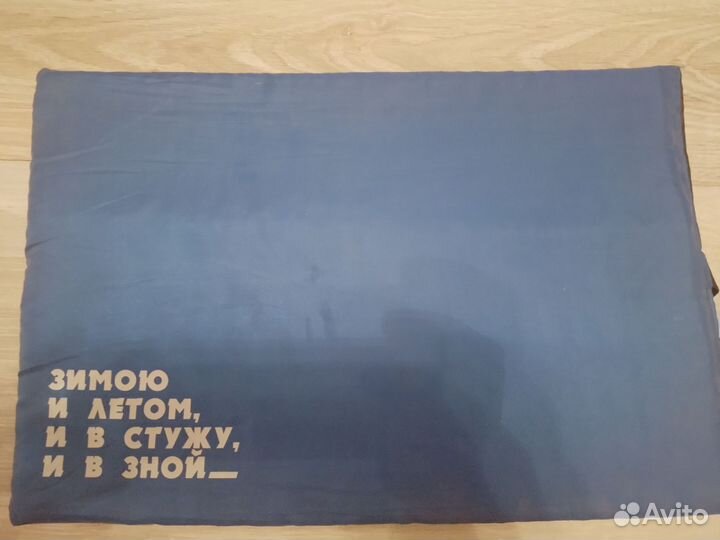 ЗИМОЮ
И ЛЕТОМ,
И В СТУЖУ,
И В ЗНОЙ—
Avito